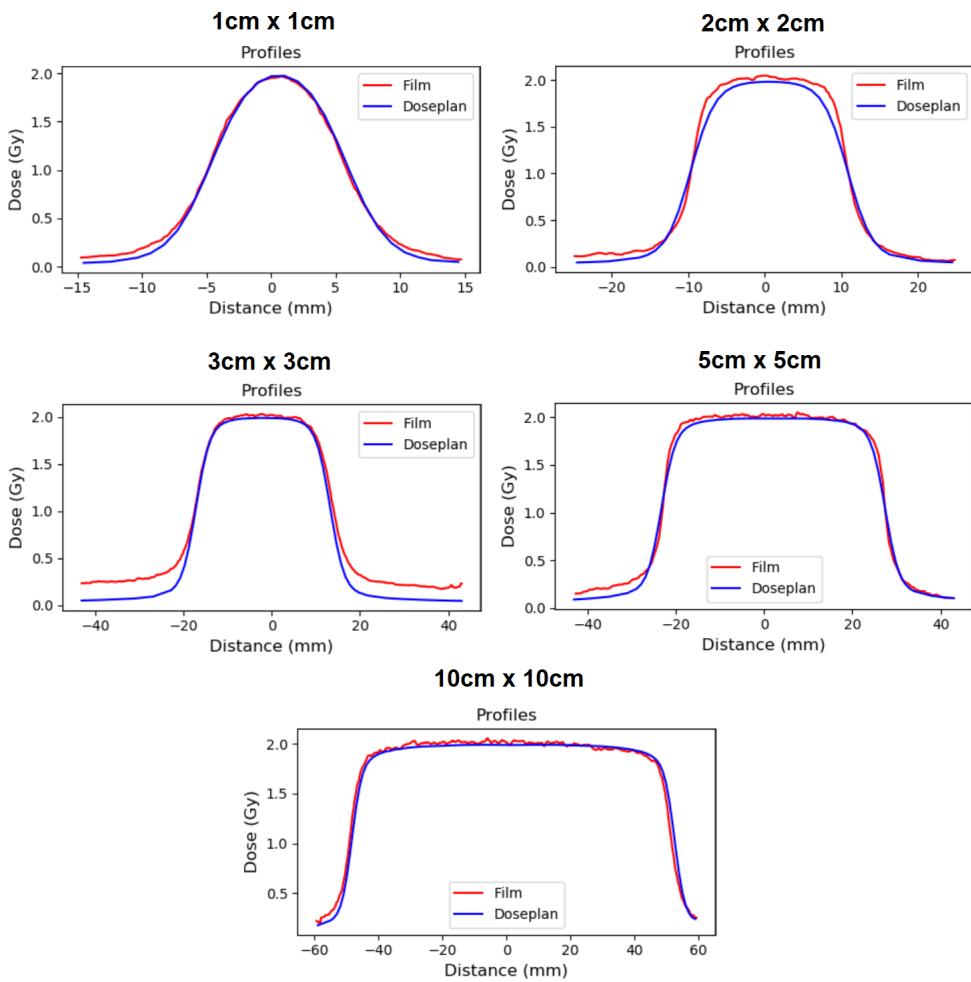 1cm x 1cm
Profiles
2.0
1.5
1.0
0.5
0.0
Dose (Gy)
Film
Doseplan
−15
−10
−5
0
5
10
15
Distance (mm)
2cm x 2cm
Profiles
2.0
1.5
1.0
0.5
0.0
Dose (Gy)
Film
Doseplan
−20
−10
0
10
20
Distance (mm)
3cm x 3cm
Profiles
2.0
1.5
1.0
0.5
0.0
Dose (Gy)
Film
Doseplan
−40
−20
0
20
40
Distance (mm)
5cm x 5cm
Profiles
2.0
1.5
1.0
0.5
0.0
Dose (Gy)
Film
Doseplan
−40
−20
0
20
40
Distance (mm)
10cm x 10cm
Profiles
2.0
1.5
1.0
0.5
Dose (Gy)
Film
Doseplan
−60
−40
−20
0
20
40
60
Distance (mm)